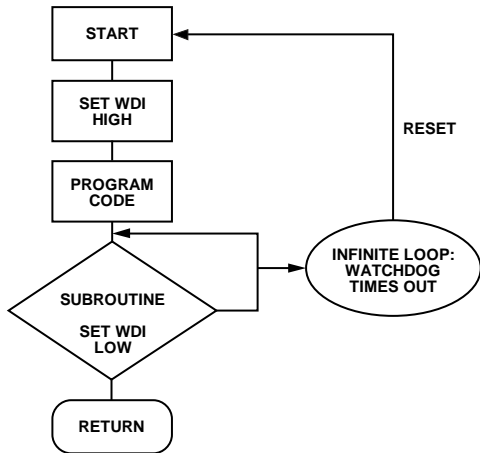 START
SET WDI
HIGH
RESET
PROGRAM
CODE
INFINITE LOOP:
WATCHDOG
TIMES OUT
SUBROUTINE
SET WDI
LOW
RETURN